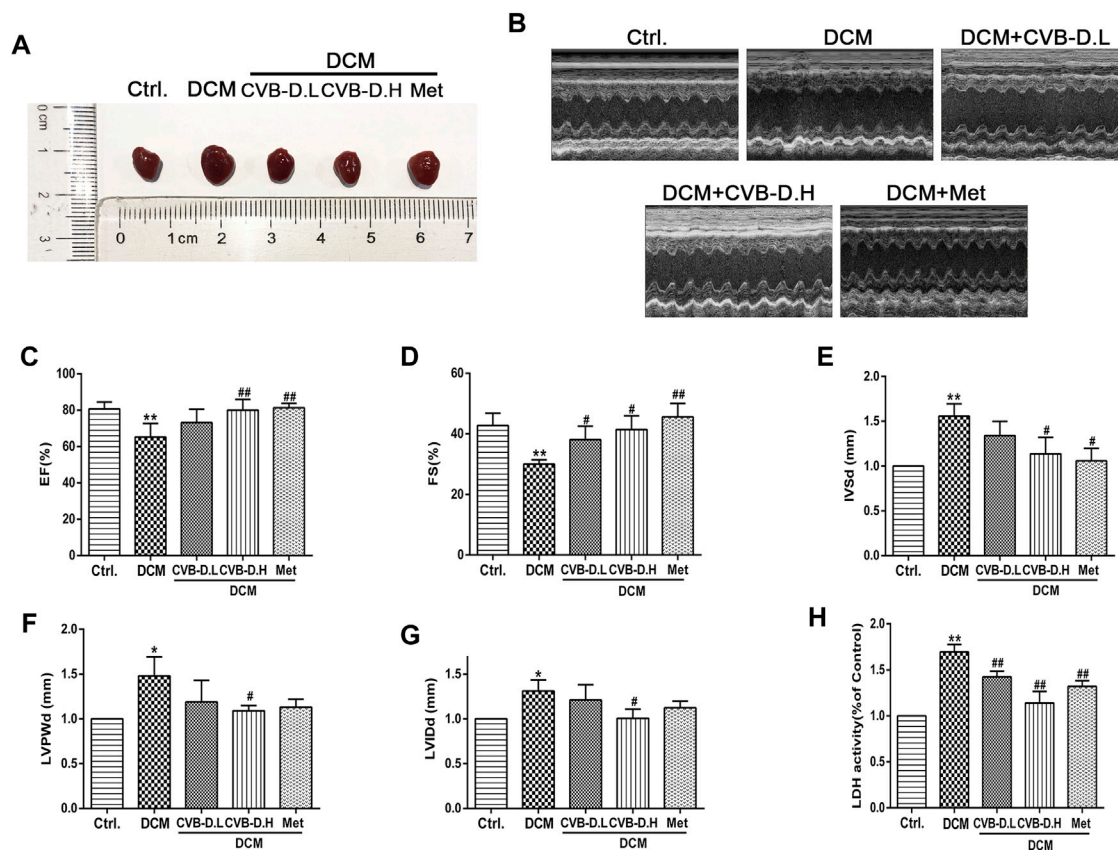 A
DCM
Ctrl. DCM CVB-D.L CVB-D.H Met
0 cm
1
2
3
0 1 cm 2 3 4 5 6 7
B
Ctrl. DCM DCM+CVB-D.L
DCM+CVB-D.H DCM+Met
C
EF(%)
100
80
60
40
20
0
** ## ##
Ctrl. DCM CVB-D.L CVB-D.H Met
DCM
D
FS(%)
60
40
20
0
** # # ##
Ctrl. DCM CVB-D.L CVB-D.H Met
DCM
E
IVSd (mm)
2.0
1.5
1.0
0.5
0.0
** # #
Ctrl. DCM CVB-D.L CVB-D.H Met
DCM
F
LVPWd (mm)
2.0
1.5
1.0
0.5
0.0
* #
Ctrl. DCM CVB-D.L CVB-D.H Met
DCM
G
LVIDd (mm)
2.0
1.5
1.0
0.5
0.0
* #
Ctrl. DCM CVB-D.L CVB-D.H Met
DCM
H
LDH activity(%of Control)
2.0
1.5
1.0
0.5
0.0
** ## ## ##
Ctrl. DCM CVB-D.L CVB-D.H Met
DCM